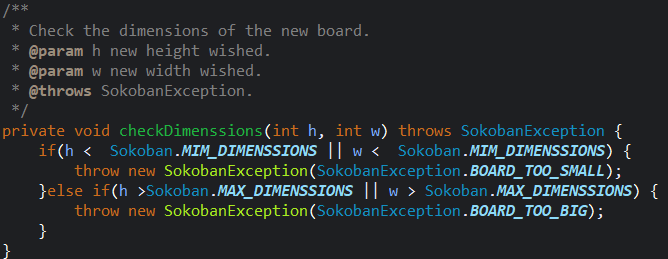 /**
 * Check the dimensions of the new board.
 * @param h new height wished.
 * @param w new width wished.
 * @throws SokobanException.
 */
private void checkDimenssions(int h, int w) throws SokobanException {
    if(h <  Sokoban.MIM_DIMENSSIONS || w <  Sokoban.MIM_DIMENSSIONS) {
        throw new SokobanException(SokobanException.BOARD_TOO_SMALL);
    }else if(h >Sokoban.MAX_DIMENSSIONS || w > Sokoban.MAX_DIMENSSIONS) {
        throw new SokobanException(SokobanException.BOARD_TOO_BIG);
    }
}